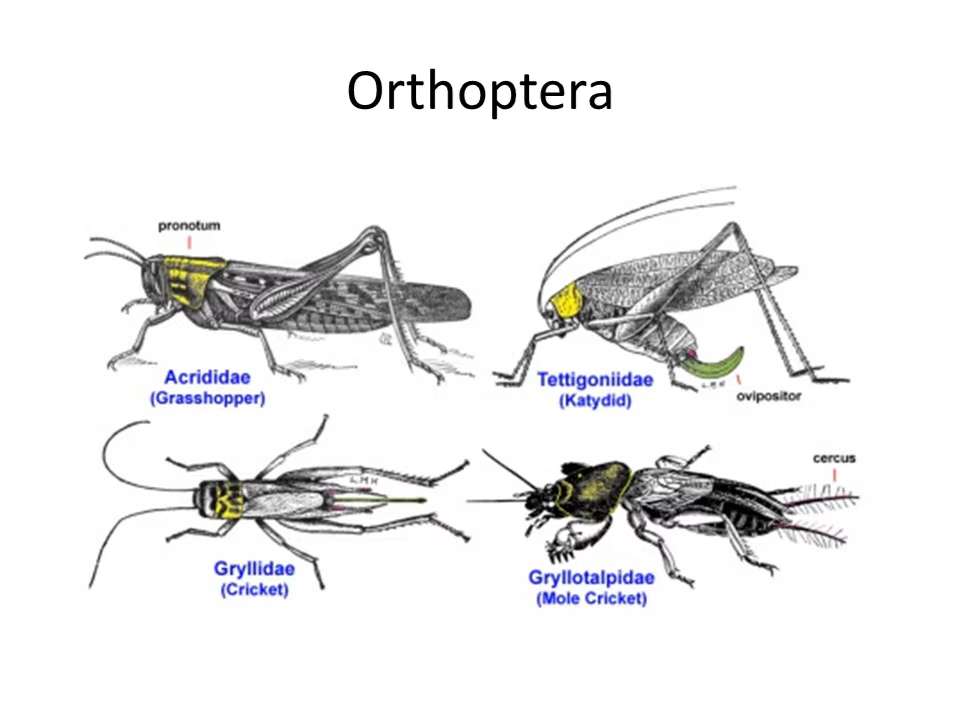 Orthoptera
pronotum
Acrididae
(Grasshopper)
Tettigoniidae
(Katydid)
L.M.H
ovipositor
L.M.H
Gryllidae
(Cricket)
cercus
Gryllotalpidae
(Mole Cricket)